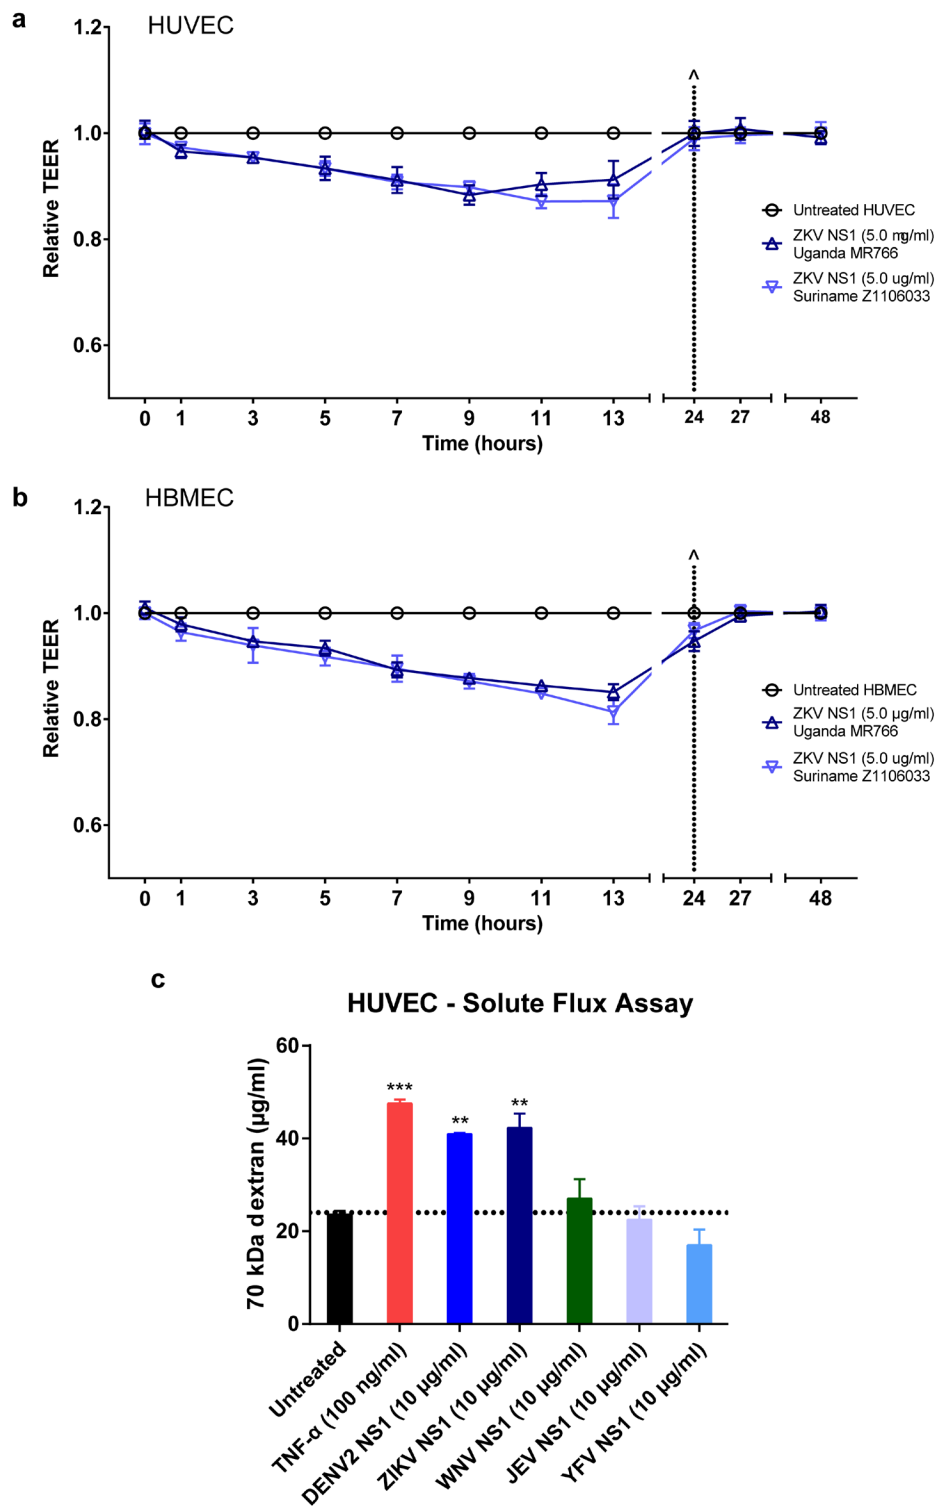 a
HUVEC
1.2
1.0
0.8
0.6
Relative TEER
^
Untreated HUVEC
ZKV NS1 (5.0 mg/ml)
Uganda MR766
ZKV NS1 (5.0 ug/ml)
Suriname Z1106033
0 1 3 5 7 9 11 13 24 27 48
Time (hours)
b
HBMEC
1.2
1.0
0.8
0.6
Relative TEER
^
Untreated HBMEC
ZKV NS1 (5.0 µg/ml)
Uganda MR766
ZKV NS1 (5.0 ug/ml)
Suriname Z1106033
0 1 3 5 7 9 11 13 24 27 48
Time (hours)
c
HUVEC - Solute Flux Assay
70 kDa dextran (µg/ml)
60
40
20
0
***
**
**
Untreated
TNF-α (100 ng/ml)
DENV2 NS1 (10 µg/ml)
ZIKV NS1 (10 µg/ml)
WNV NS1 (10 µg/ml)
JEV NS1 (10 µg/ml)
YFV NS1 (10 µg/ml)